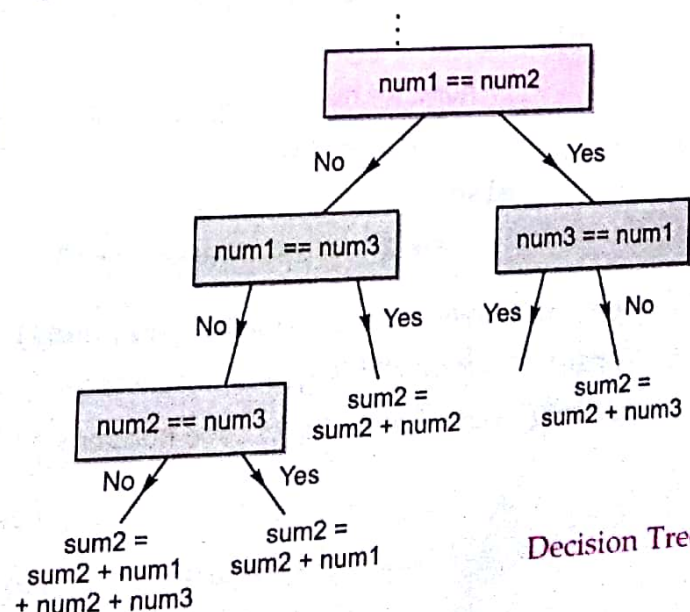 num1 == num2
No
Yes
num1 == num3
num3 == num1
No
Yes
Yes
No
num2 == num3
sum2 =
sum2 + num2
sum2 =
sum2 + num3
No
Yes
sum2 =
sum2 + num1
+ num2 + num3
sum2 =
sum2 + num1
Decision Tre